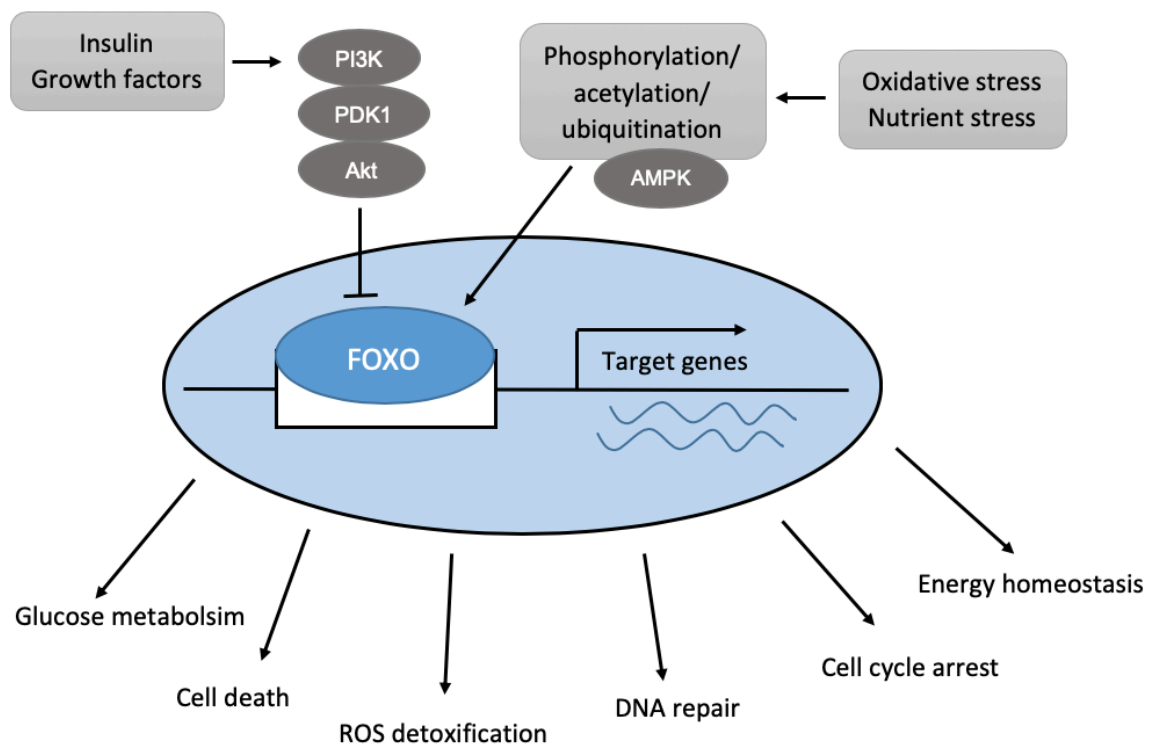 Insulin
Growth factors
PI3K
PDK1
Akt
Phosphorylation/
acetylation/
ubiquitination
AMPK
Oxidative stress
Nutrient stress
FOXO
Target genes
Glucose metabolsim
Cell death
ROS detoxification
DNA repair
Cell cycle arrest
Energy homeostasis